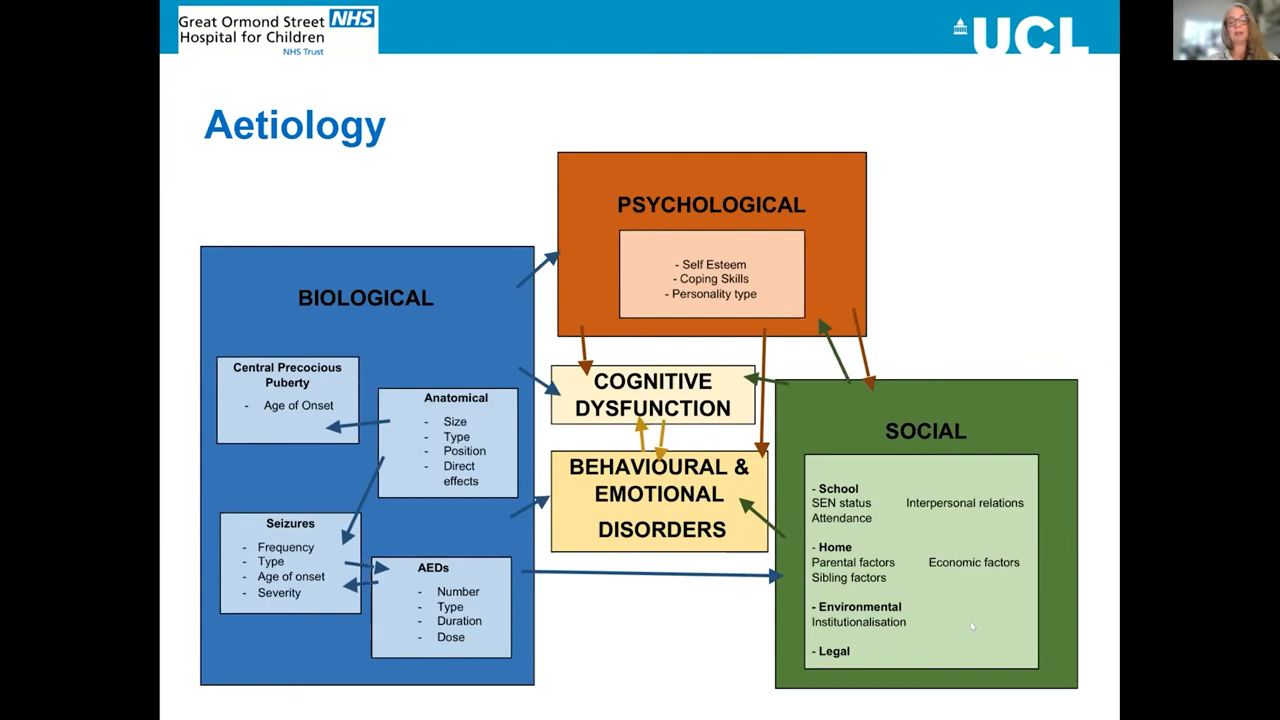 Great Ormond Street NHS
Hospital for Children
NHS Trust
UCL
Aetiology
PSYCHOLOGICAL
- Self Esteem
- Coping Skills
- Personality type
BIOLOGICAL
Central Precocious
Puberty
- Age of Onset
Anatomical
- Size
- Type
- Position
- Direct
effects
Seizures
- Frequency
- Type
- Age of onset
- Severity
AEDs
- Number
- Type
- Duration
- Dose
COGNITIVE
DYSFUNCTION
BEHAVIOURAL &
EMOTIONAL
DISORDERS
SOCIAL
- School
SEN status Interpersonal relations
Attendance
- Home
Parental factors Economic factors
Sibling factors
- Environmental
Institutionalisation
- Legal